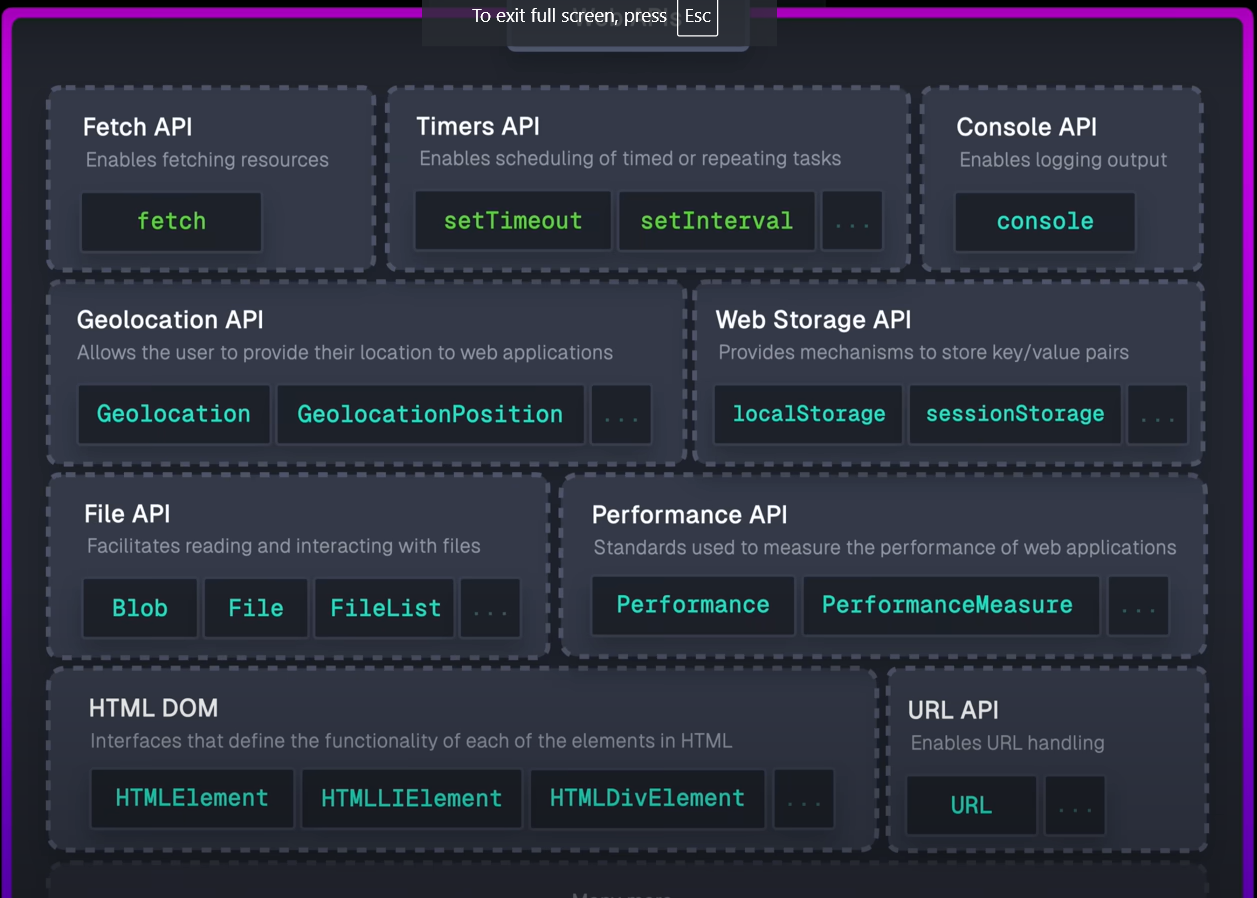 To exit full screen, press Esc
Web APIs
Fetch API
Enables fetching resources
fetch
Timers API
Enables scheduling of timed or repeating tasks
setTimeout setInterval ...
Console API
Enables logging output
console
Geolocation API
Allows the user to provide their location to web applications
Geolocation GeolocationPosition ...
Web Storage API
Provides mechanisms to store key/value pairs
localStorage sessionStorage ...
File API
Facilitates reading and interacting with files
Blob File FileList ...
Performance API
Standards used to measure the performance of web applications
Performance PerformanceMeasure ...
HTML DOM
Interfaces that define the functionality of each of the elements in HTML
HTMLElement HTMLLIElement HTMLDivElement ...
URL API
Enables URL handling
URL ...
Many more